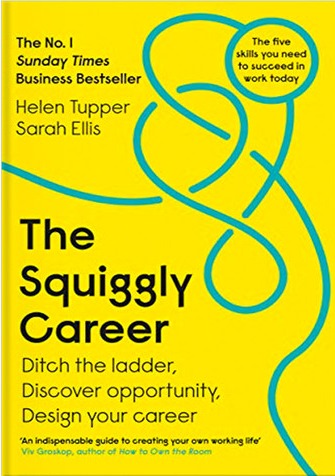 The No. 1
Sunday Times
Business Bestseller
Helen Tupper
Sarah Ellis
The five
skills you need
to succeed in
work today
The
Squiggly
Career
Ditch the ladder,
Discover opportunity,
Design your career
'An indispensable guide to creating your own working life'
Viv Groskop, author of How to Own the Room